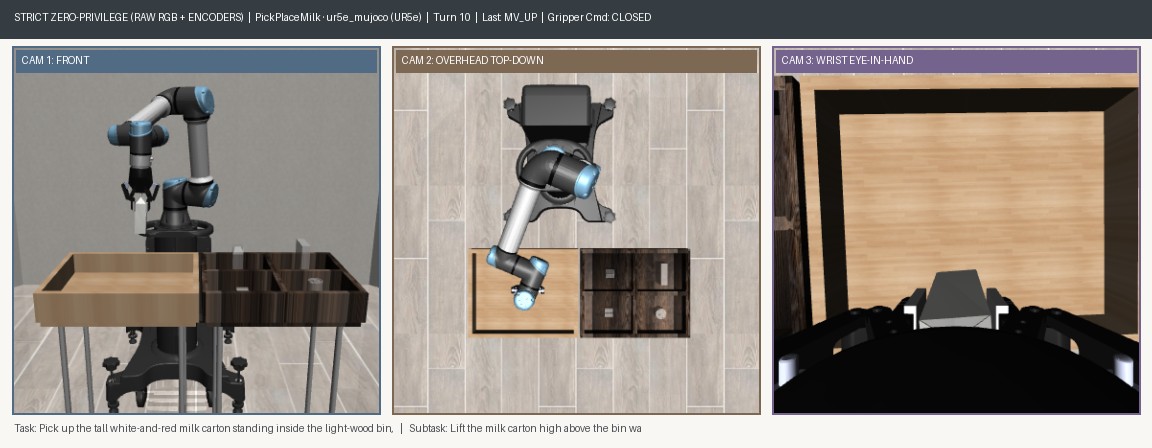 STRICT ZERO-PRIVILEGE (RAW RGB + ENCODERS) | PickPlaceMilk · ur5e_mujoco (UR5e) | Turn 10 | Last MV_UP | Gripper Cmd: CLOSED
CAM 1: FRONT
CAM 2: OVERHEAD TOP-DOWN
CAM 3: WRIST EYE-IN-HAND
Task: Pick up the tall white-and-red milk carton standing inside the light-wood bin, | Subtask: Lift the milk carton high above the bin wa